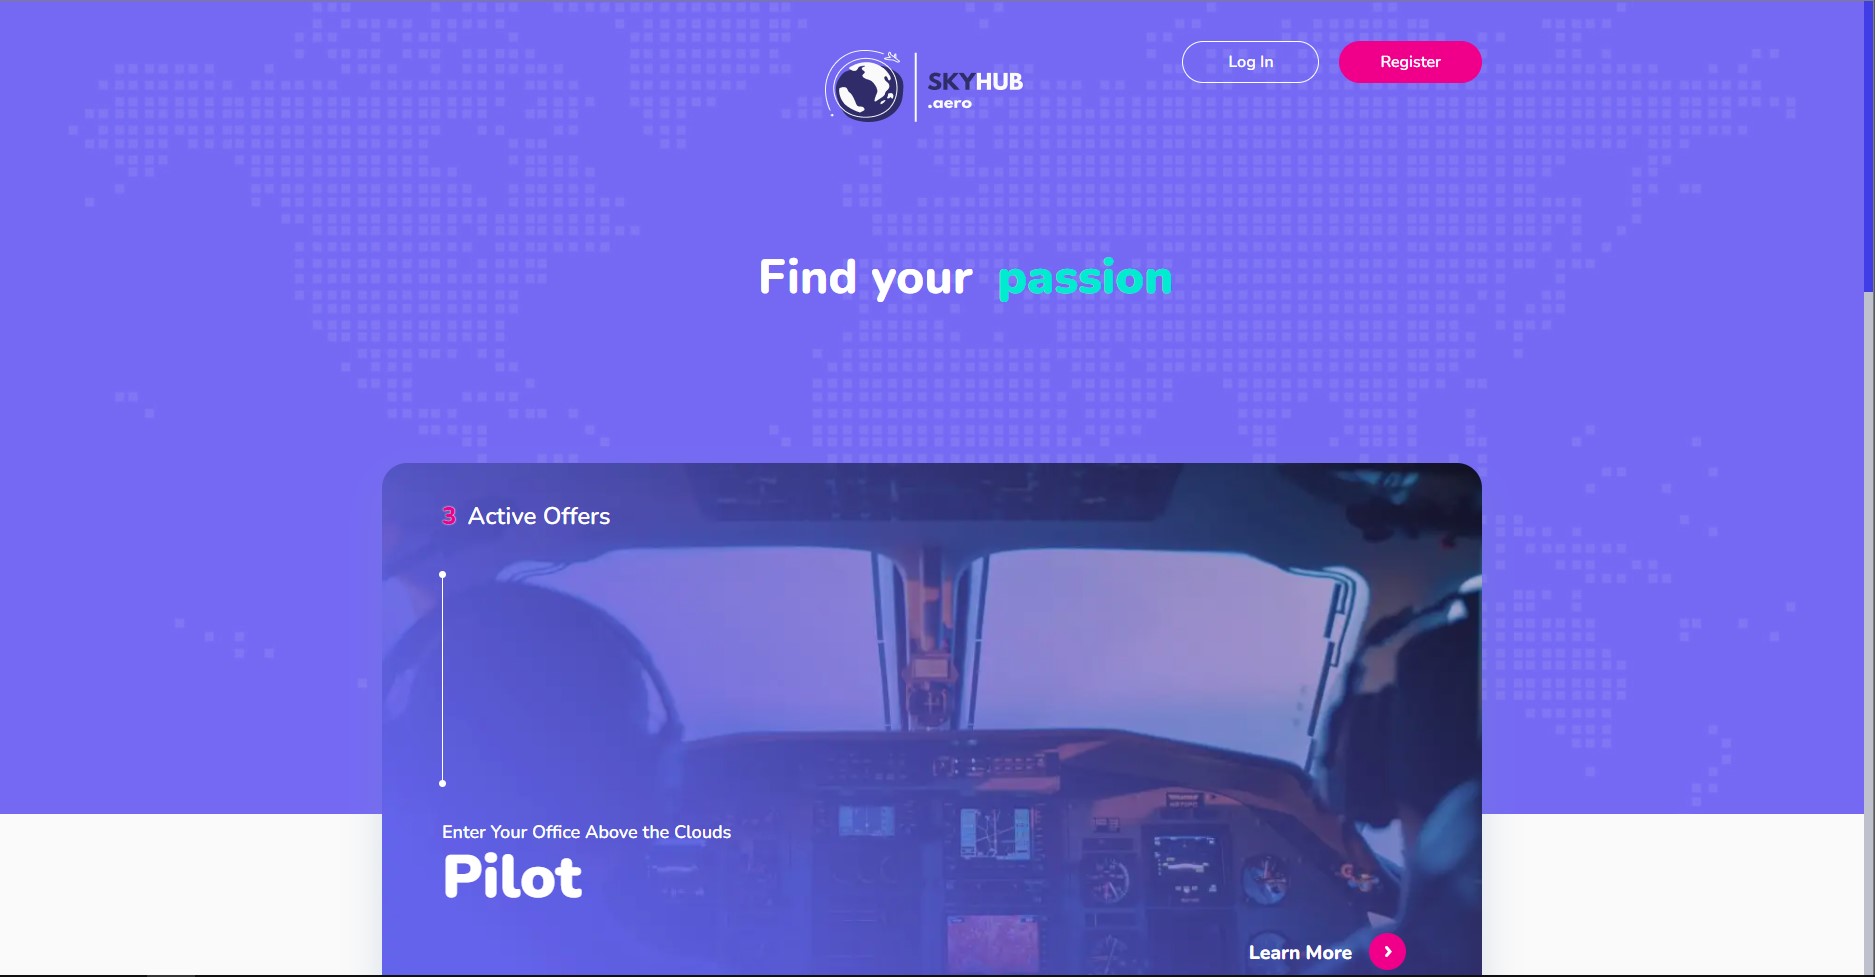 SKYHUB
.aero
Log In
Register
Find your passion
3 Active Offers
Enter Your Office Above the Clouds
Pilot
Learn More